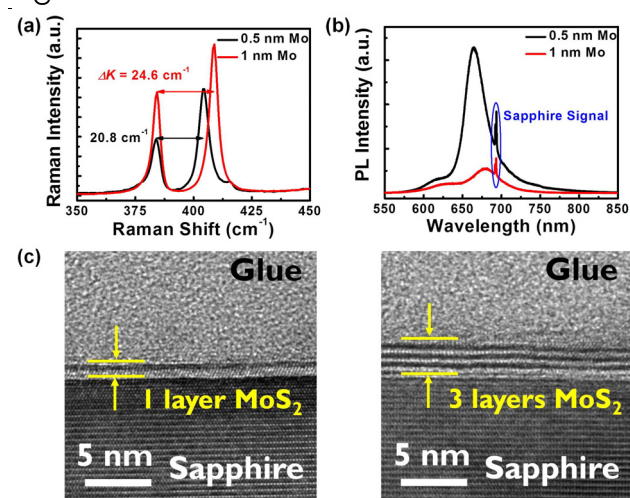 (a)
0.5 nm Mo
1 nm Mo
ΔK = 24.6 cm⁻¹
20.8 cm⁻¹
Raman Intensity (a.u.)
350 400 450
Raman Shift (cm⁻¹)
(b)
0.5 nm Mo
1 nm Mo
Sapphire Signal
PL Intensity (a.u.)
550 600 650 700 750 800 850
Wavelength (nm)
(c)
Glue
1 layer MoS₂
5 nm
Sapphire
Glue
3 layers MoS₂
5 nm
Sapphire